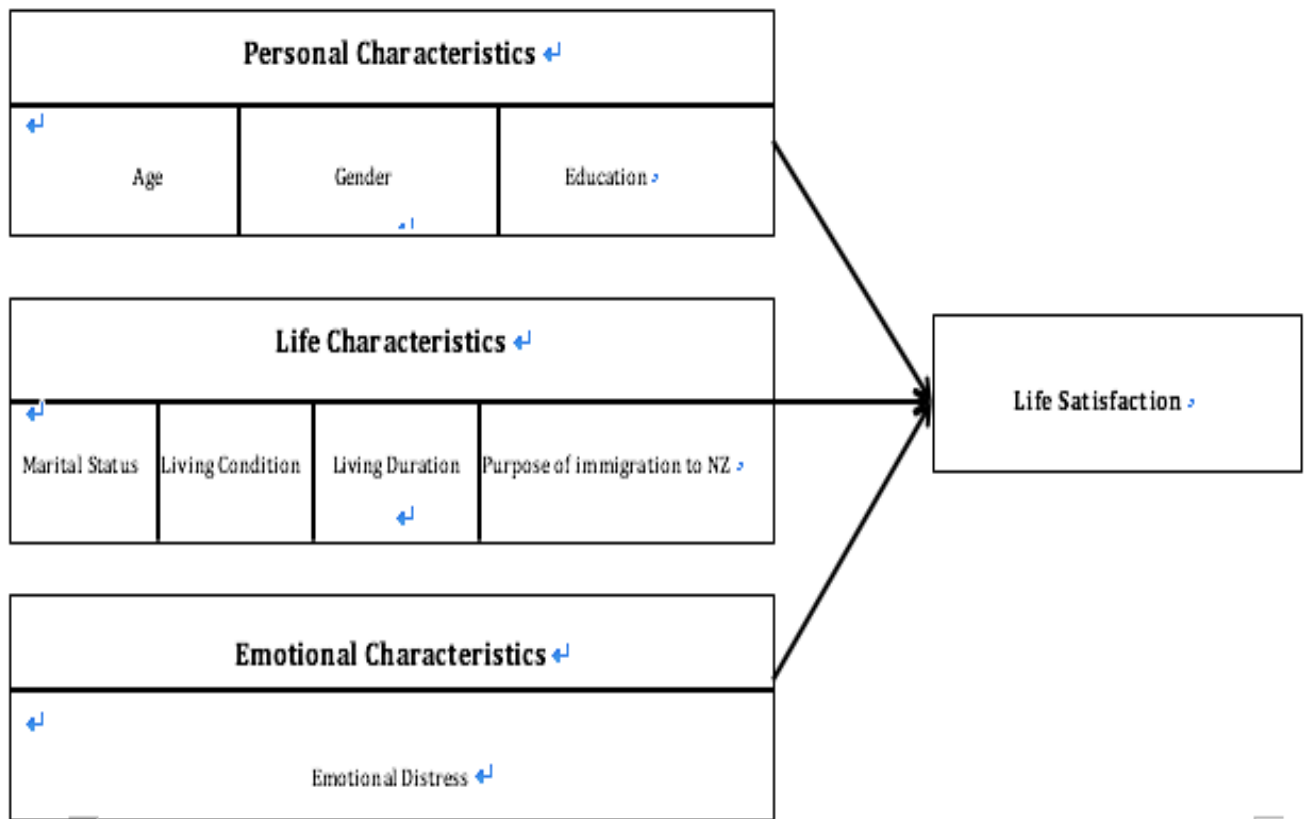 Personal Characteristics
Age Gender Education
Life Characteristics
Marital Status Living Condition Living Duration Purpose of immigration to NZ
Life Satisfaction
Emotional Characteristics
Emotional Distress